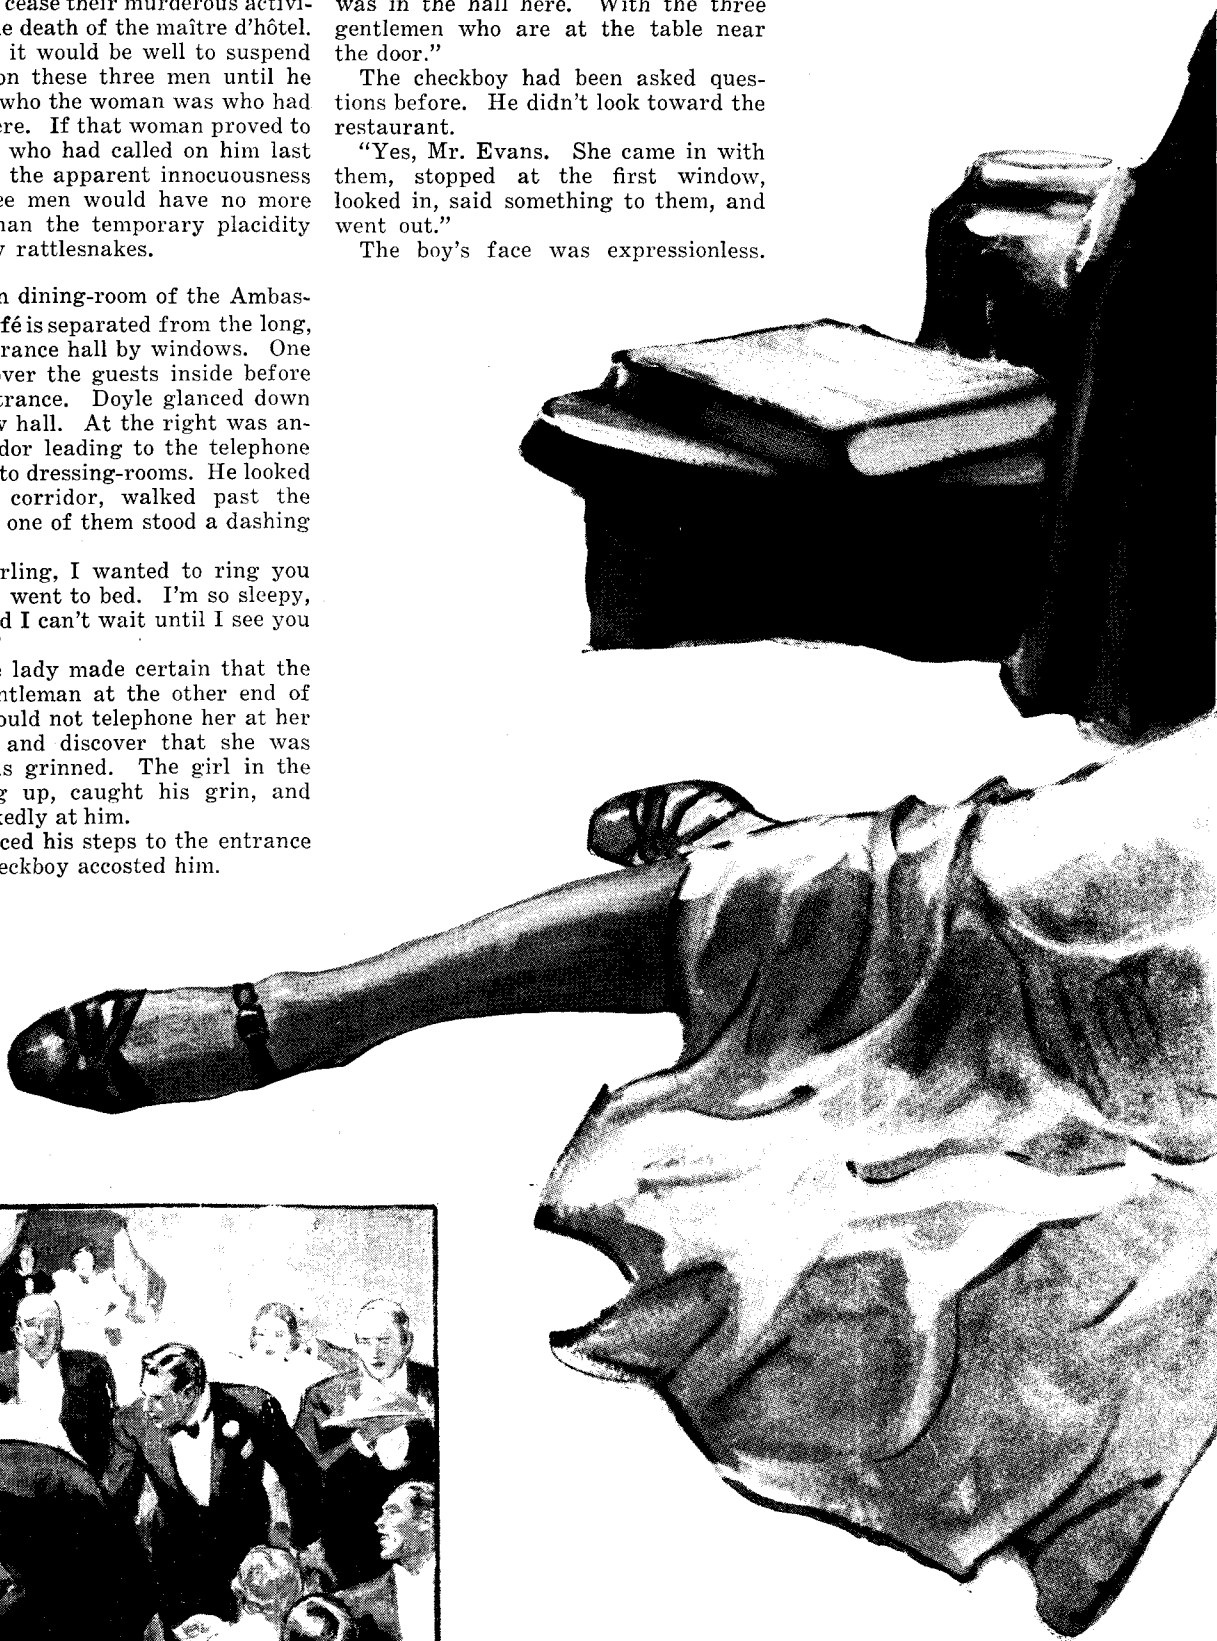 cease their murderous activi-
death of the maître d'hôtel.
it would be well to suspend
on these three men until he
who the woman was who had
ere. If that woman proved to
who had called on him last
the apparent innocuousness
men would have no more
than the temporary placidity
rattlesnakes.
dining-room of the Ambas-
fé is separated from the long,
rance hall by windows. One
over the guests inside before
trance. Doyle glanced down
hall. At the right was an-
dor leading to the telephone
to dressing-rooms. He looked
corridor, walked past the
one of them stood a dashing
rling, I wanted to ring you
went to bed. I'm so sleepy,
d I can't wait until I see you
lady made certain that the
ntleman at the other end of
ould not telephone her at her
and discover that she was
s grinned. The girl in the
g up, caught his grin, and
kedly at him.
ced his steps to the entrance
eckboy accosted him.
was in the hall here. With the three
gentlemen who are at the table near
the door."
The checkboy had been asked ques-
tions before. He didn't look toward the
restaurant.
"Yes, Mr. Evans. She came in with
them, stopped at the first window,
looked in, said something to them, and
went out."
The boy's face was expressionless.